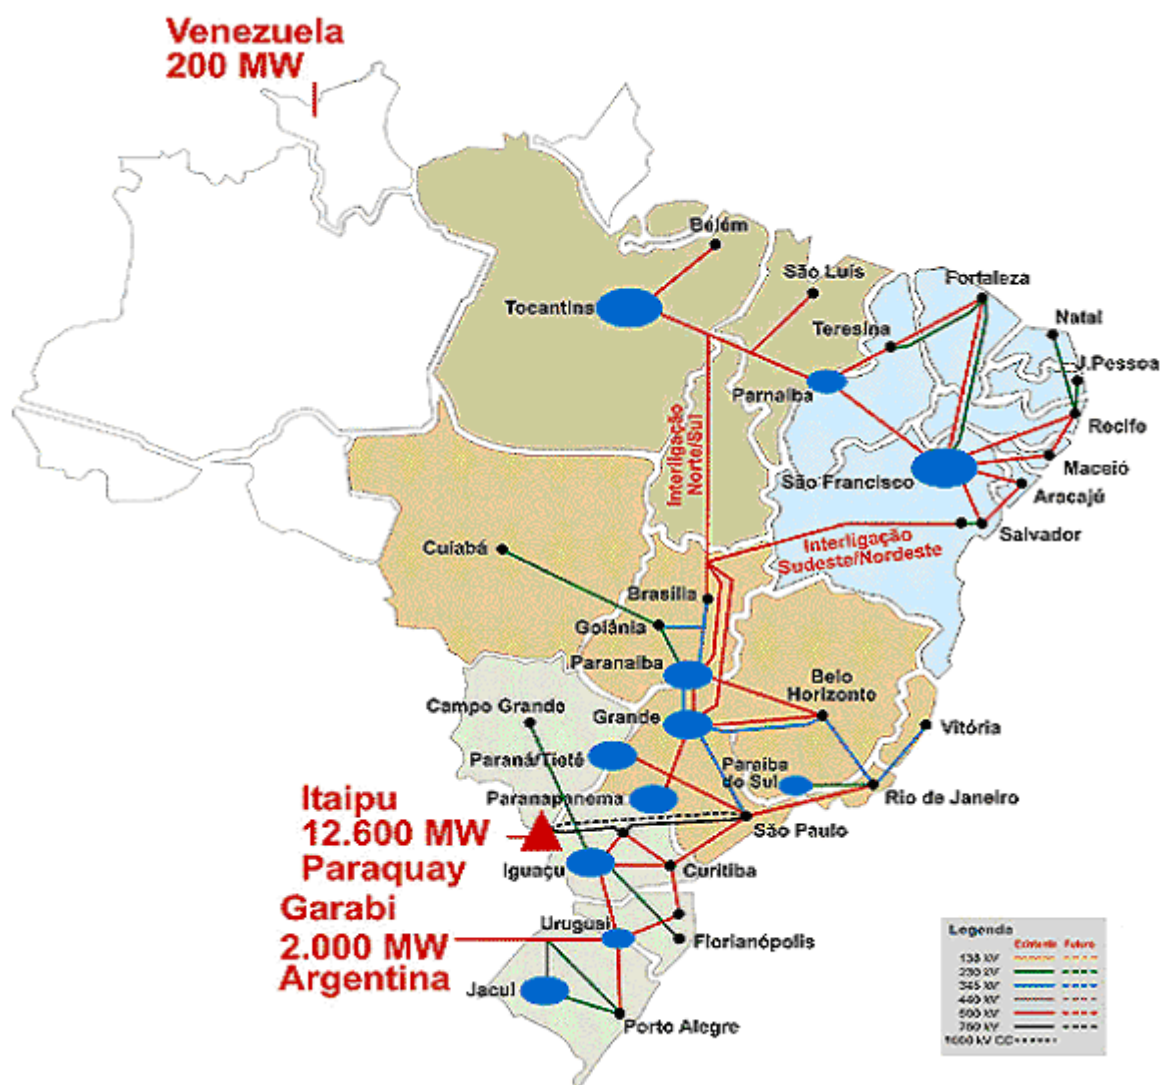 Venezuela
200 MW
Belém
São Luís
Fortaleza
Tocantins
Teresina
Natal
J.Pessoa
Parnaíba
Recife
Interligação
Norte/Sul
Maceió
São Francisco
Aracajú
Salvador
Interligação
Sudeste/Nordeste
Cuiabá
Brasília
Goiânia
Paranaíba
Belo
Horizonte
Campo Grande
Grande
Vitória
Paraná/Tietê
Paraíba
do Sul
Rio de Janeiro
Paranapanema
Itaipu
12.600 MW
Paraquay
São Paulo
Iguaçu
Curitiba
Garabi
2.000 MW
Argentina
Uruguai
Florianópolis
Jacuí
Porto Alegre
Legenda
Existente Futuro
138 kV
230 kV
345 kV
440 kV
500 kV
750 kV
CC